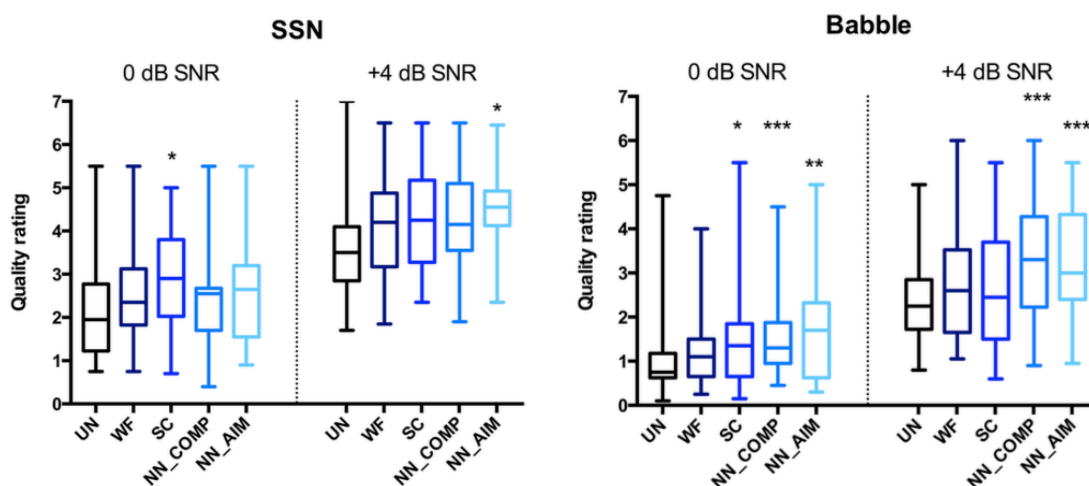 SSN
0 dB SNR
+4 dB SNR
Quality rating
7
6
5
4
3
2
1
0
*
*
UN
WF
SC
NN_COMP
NN_AIM
UN
WF
SC
NN_COMP
NN_AIM
Babble
0 dB SNR
+4 dB SNR
Quality rating
7
6
5
4
3
2
1
0
*
***
**
***
***
UN
WF
SC
NN_COMP
NN_AIM
UN
WF
SC
NN_COMP
NN_AIM